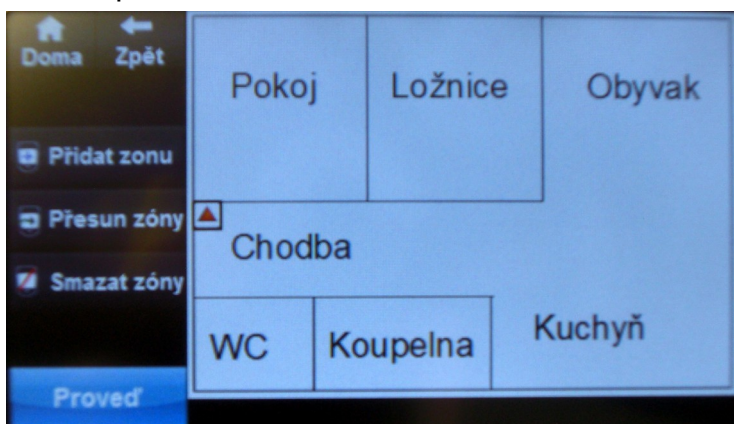 Doma Zpět
Přidat zonu
Přesun zóny
Smazat zóny
Proveď
Pokoj Ložnice Obyvak
Chodba
WC Koupelna Kuchyň